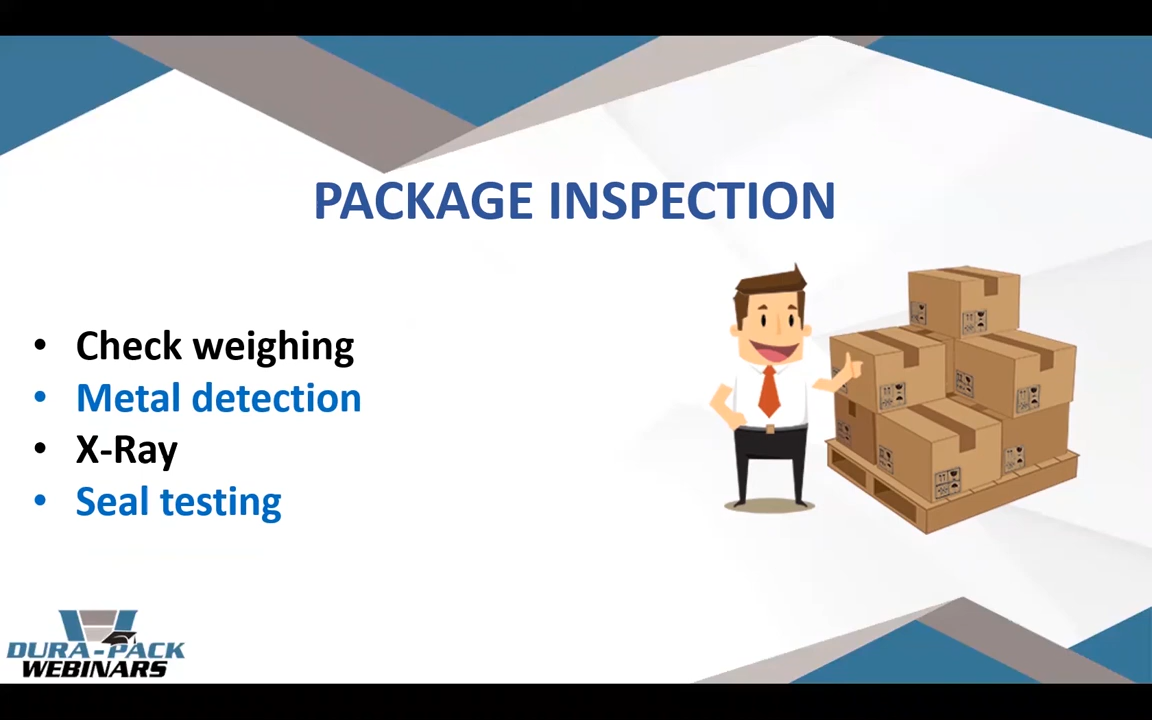 PACKAGE INSPECTION
• Check weighing
• Metal detection
• X-Ray
• Seal testing
DURA-PACK
WEBINARS